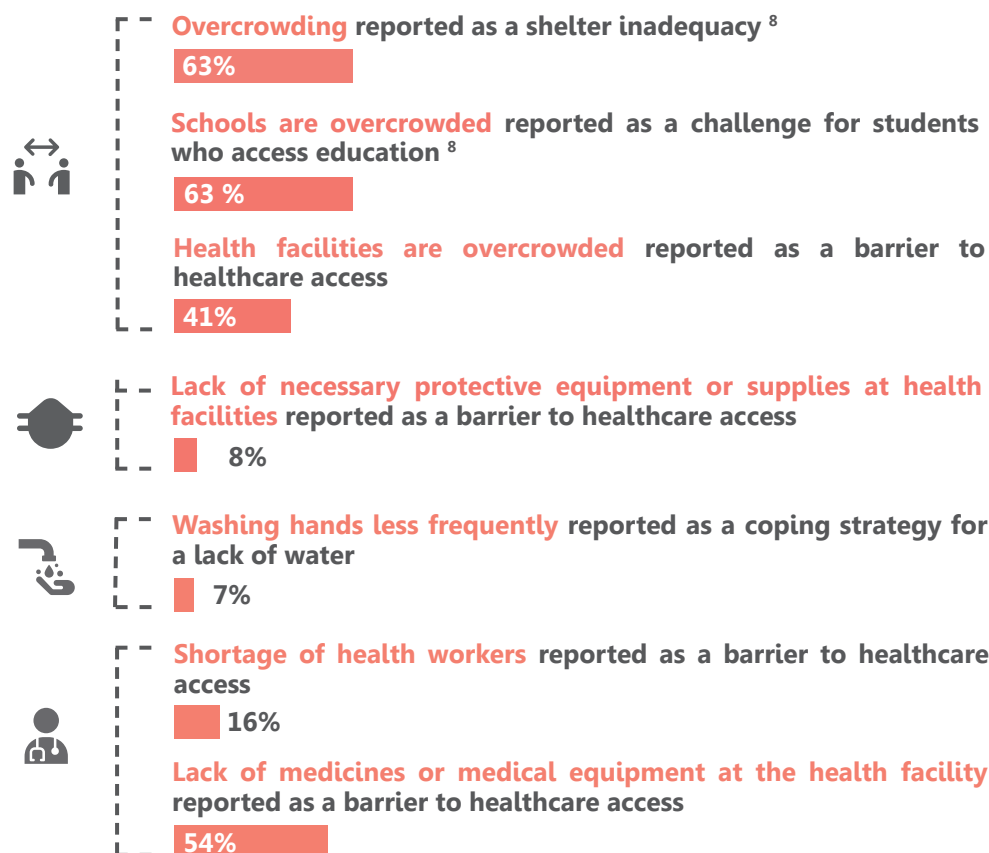 Overcrowding reported as a shelter inadequacy 8
63%
Schools are overcrowded reported as a challenge for students
who access education 8
63 %
Health facilities are overcrowded reported as a barrier to
healthcare access
41%
Lack of necessary protective equipment or supplies at health
facilities reported as a barrier to healthcare access
8%
Washing hands less frequently reported as a coping strategy for
a lack of water
7%
Shortage of health workers reported as a barrier to healthcare
access
16%
Lack of medicines or medical equipment at the health facility
reported as a barrier to healthcare access
54%